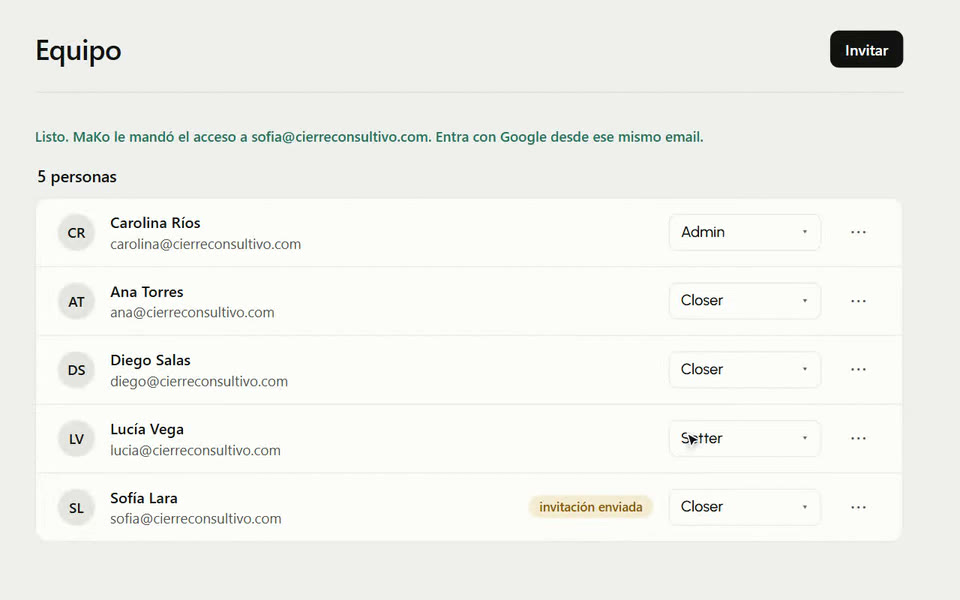 Equipo
Invitar
Listo. MaKo le mandó el acceso a sofia@cierreconsultivo.com. Entra con Google desde ese mismo email.
5 personas
CR
Carolina Ríos
carolina@cierreconsultivo.com
Admin
AT
Ana Torres
ana@cierreconsultivo.com
Closer
DS
Diego Salas
diego@cierreconsultivo.com
Closer
LV
Lucía Vega
lucia@cierreconsultivo.com
Setter
SL
Sofía Lara
sofia@cierreconsultivo.com
invitación enviada
Closer